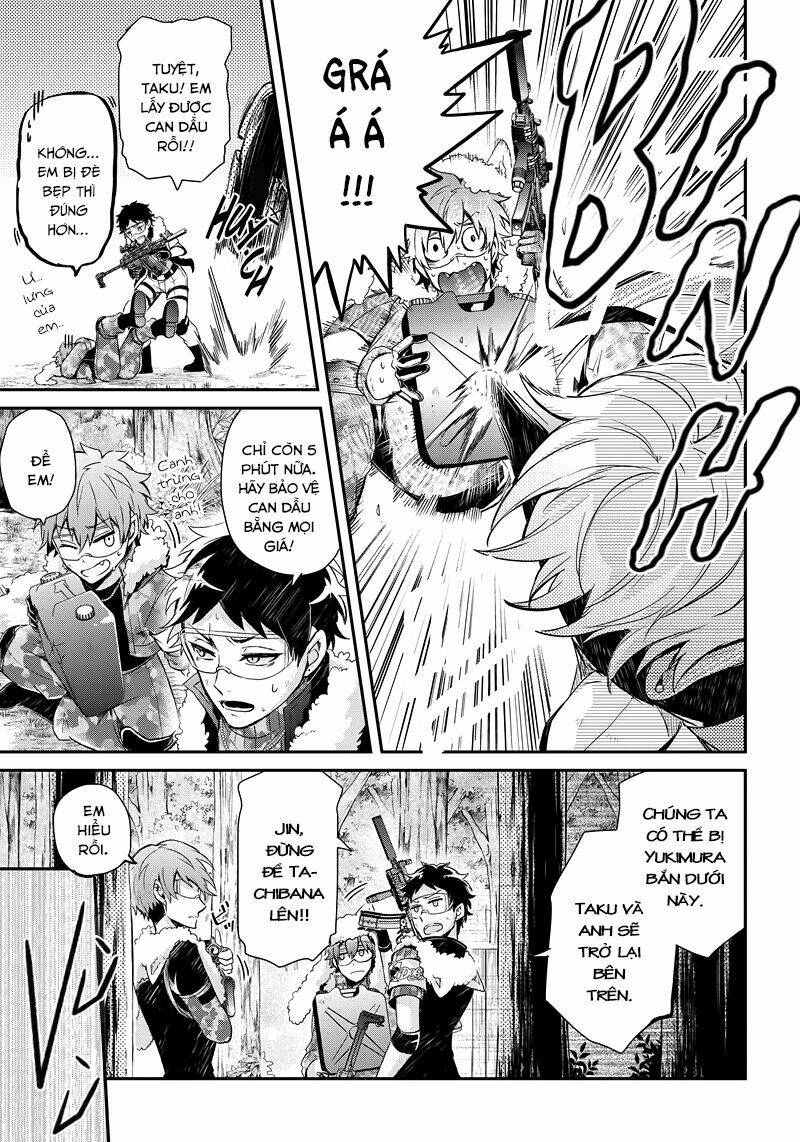 BINH
GRÁ
Á Á
!!!
TUYỆT,
TAKU! EM
LẤY ĐƯỢC
CAN DẦU
RỒI!!
HUỲCH
KHÔNG...
EM BỊ ĐÈ
BẸP THÌ
ĐÚNG
HƠN...
Ư...
lưng
của
em...
CHỈ CÒN 5
PHÚT NỮA.
HÃY BẢO VỆ
CAN DẦU
BẰNG MỌI
GIÁ!
Canh
trừng
cho
anh!
ĐỂ
EM!
CHÚNG TA
CÓ THỂ BỊ
YUKIMURA
BẮN DƯỚI
NÀY.
TAKU VÀ
ANH SẼ
TRỞ LẠI
BÊN
TRÊN.
JIN,
ĐỪNG
ĐỂ TA-
CHIBANA
LÊN!!
EM
HIỂU
RỒI.